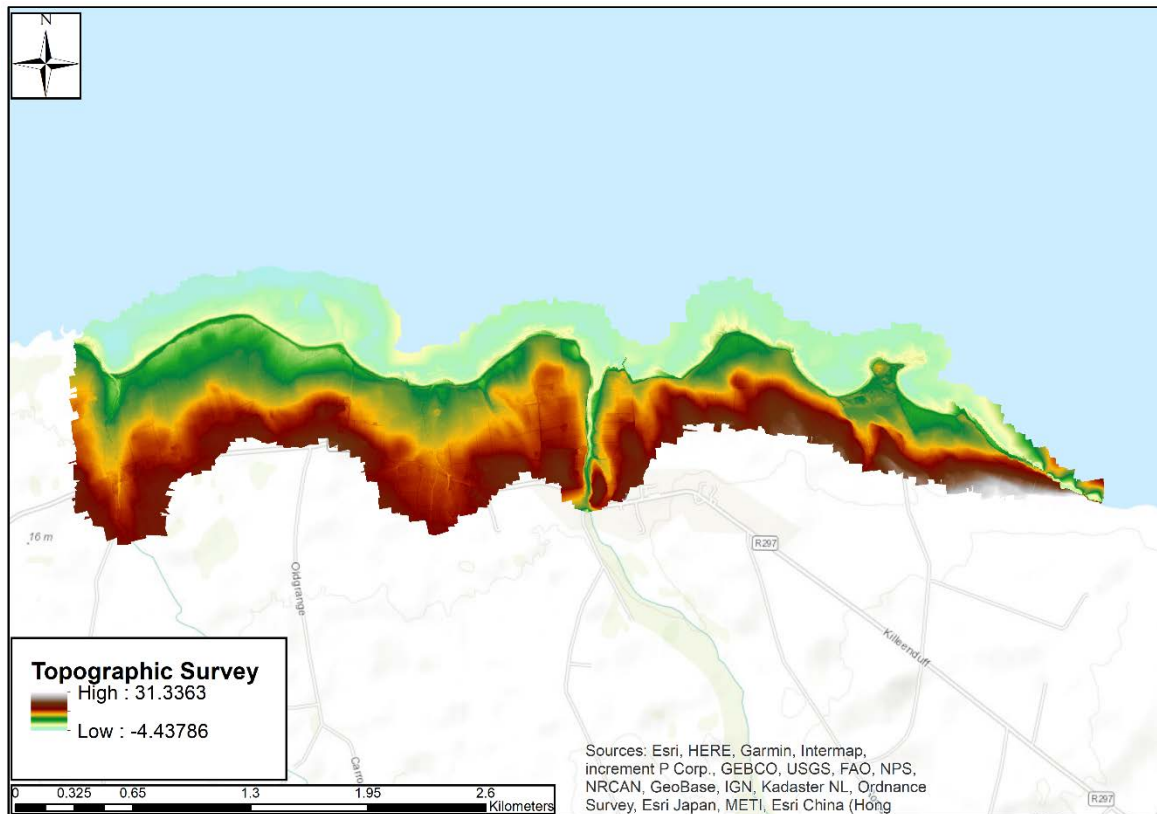 N
16 m
Oldgrange
R297
Killeenduff
Topographic Survey
High : 31.3363
Low : -4.43786
Carro
Sources: Esri, HERE, Garmin, Intermap,
increment P Corp., GEBCO, USGS, FAO, NPS,
NRCAN, GeoBase, IGN, Kadaster NL, Ordnance
Survey, Esri Japan, METI, Esri China (Hong
R297
0 0.325 0.65 1.3 1.95 2.6
Kilometers